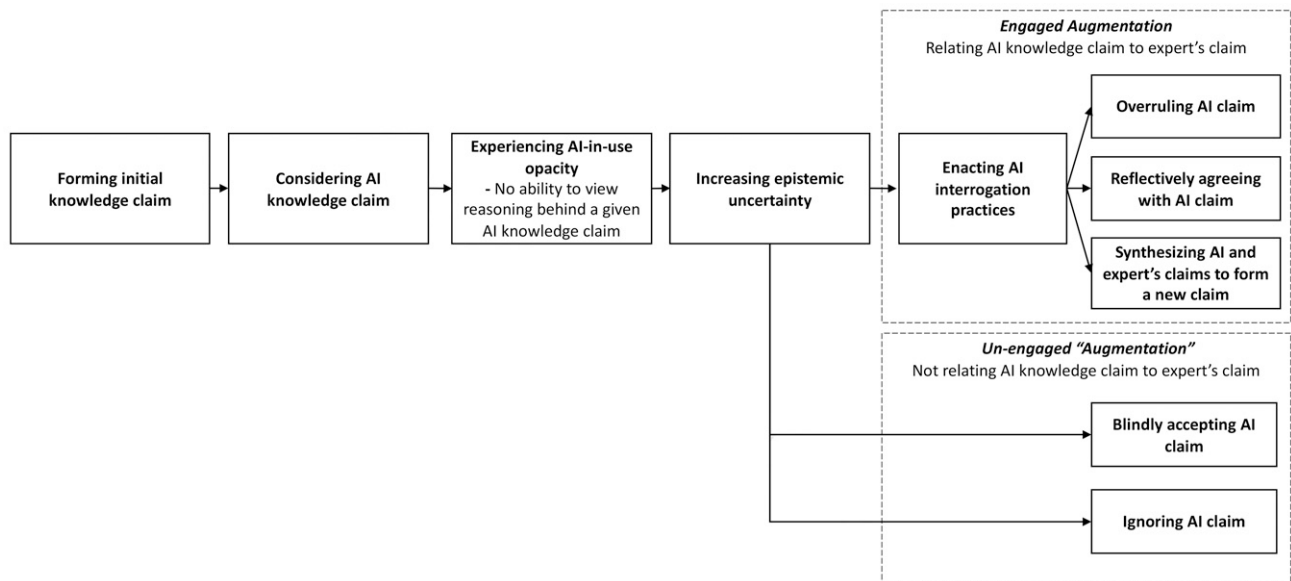 Engaged Augmentation
Relating AI knowledge claim to expert's claim
Forming initial
knowledge claim
Considering AI
knowledge claim
Experiencing AI-in-use
opacity
- No ability to view
reasoning behind a given
AI knowledge claim
Increasing epistemic
uncertainty
Enacting AI
interrogation
practices
Overruling AI claim
Reflectively agreeing
with AI claim
Synthesizing AI and
expert's claims to form
a new claim
Un-engaged “Augmentation”
Not relating AI knowledge claim to expert's claim
Blindly accepting AI
claim
Ignoring AI claim